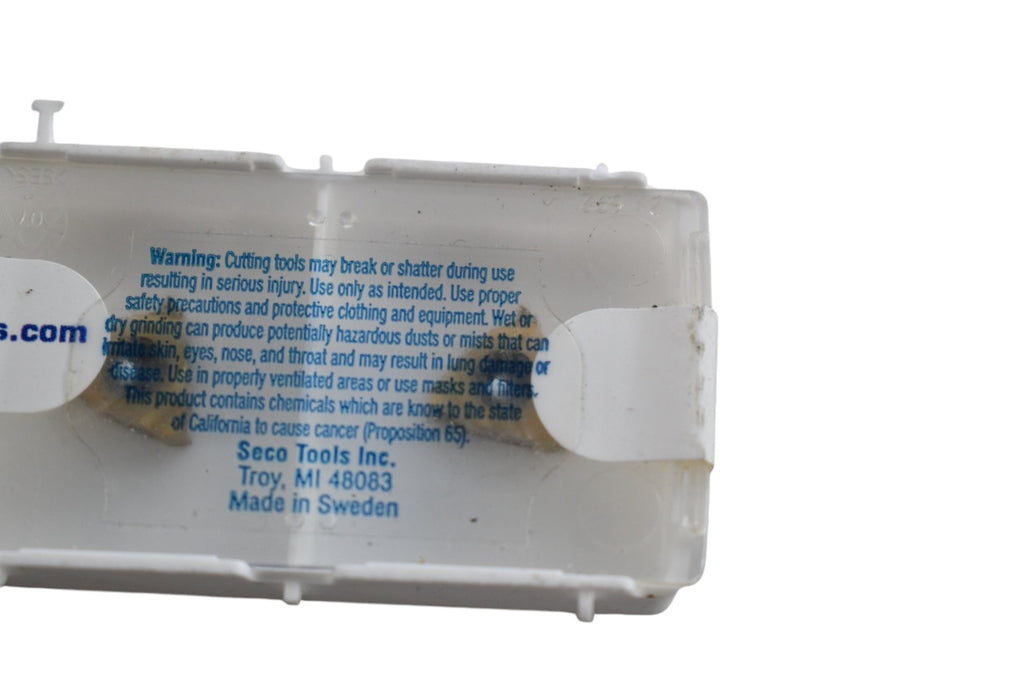 Warning: Cutting tools may break or shatter during use
resulting in serious injury. Use only as intended. Use proper
safety precautions and protective clothing and equipment. Wet or
dry grinding can produce potentially hazardous dusts or mists that can
irritate skin, eyes, nose, and throat and may result in lung damage or
disease. Use in properly ventilated areas or use masks and filters.
This product contains chemicals which are know to the state
of California to cause cancer (Proposition 65).
Seco Tools Inc.
Troy, MI 48083
Made in Sweden
s.com